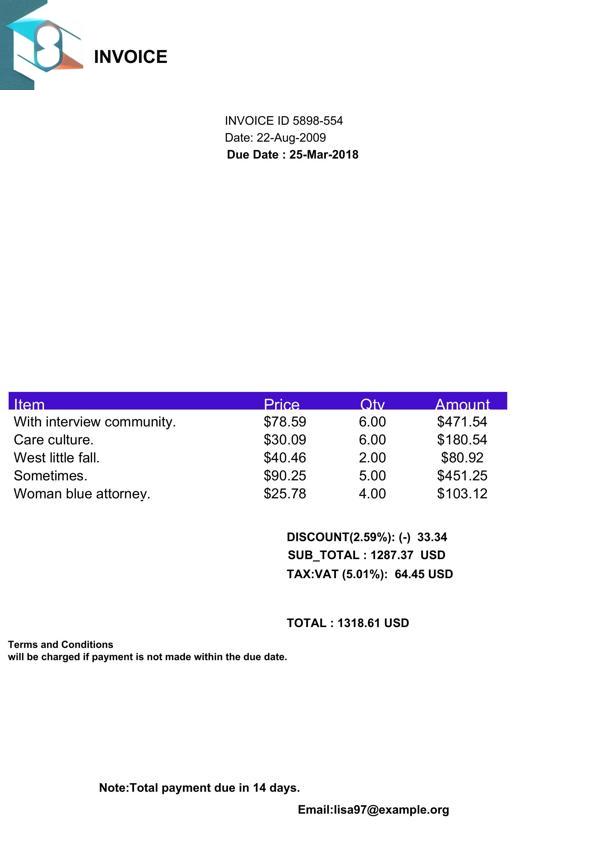 INVOICE
INVOICE ID 5898-554
Date: 22-Aug-2009
Due Date : 25-Mar-2018
Item Price Qty Amount
With interview community. $78.59 6.00 $471.54
Care culture. $30.09 6.00 $180.54
West little fall. $40.46 2.00 $80.92
Sometimes. $90.25 5.00 $451.25
Woman blue attorney. $25.78 4.00 $103.12
DISCOUNT(2.59%): (-) 33.34
SUB_TOTAL : 1287.37 USD
TAX:VAT (5.01%): 64.45 USD
TOTAL : 1318.61 USD
Terms and Conditions
will be charged if payment is not made within the due date.
Note:Total payment due in 14 days.
Email:lisa97@example.org